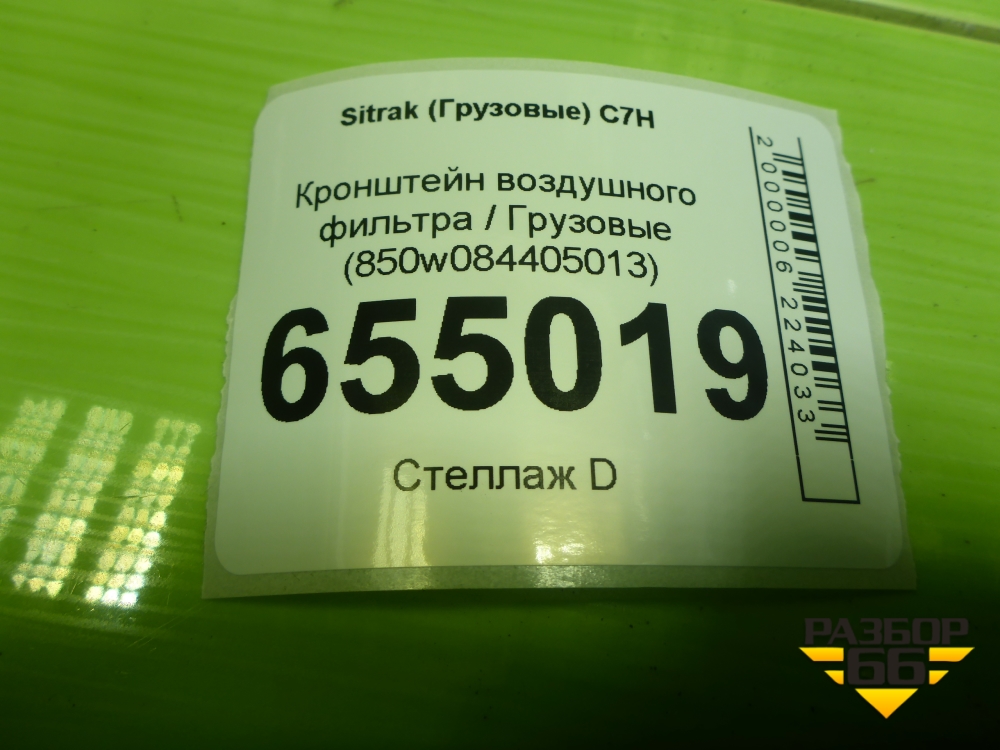 Sitrak (Грузовые) C7H
Кронштейн воздушного
фильтра / Грузовые
(850w084405013)
655019
Стеллаж D
2000006224033
РАЗБОР
66